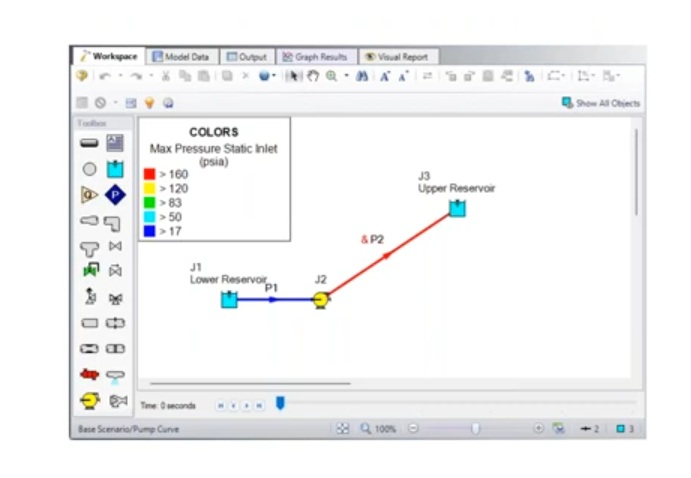 Workspace
Model Data
Output
Graph Results
Visual Report
Show All Objects
Toolbox
COLORS
Max Pressure Static Inlet
(psia)
> 160
> 120
> 83
> 50
> 17
J3
Upper Reservoir
& P2
J1
Lower Reservoir
P1
J2
Time: 0 seconds
Base Scenario/Pump Curve
100%
2
3